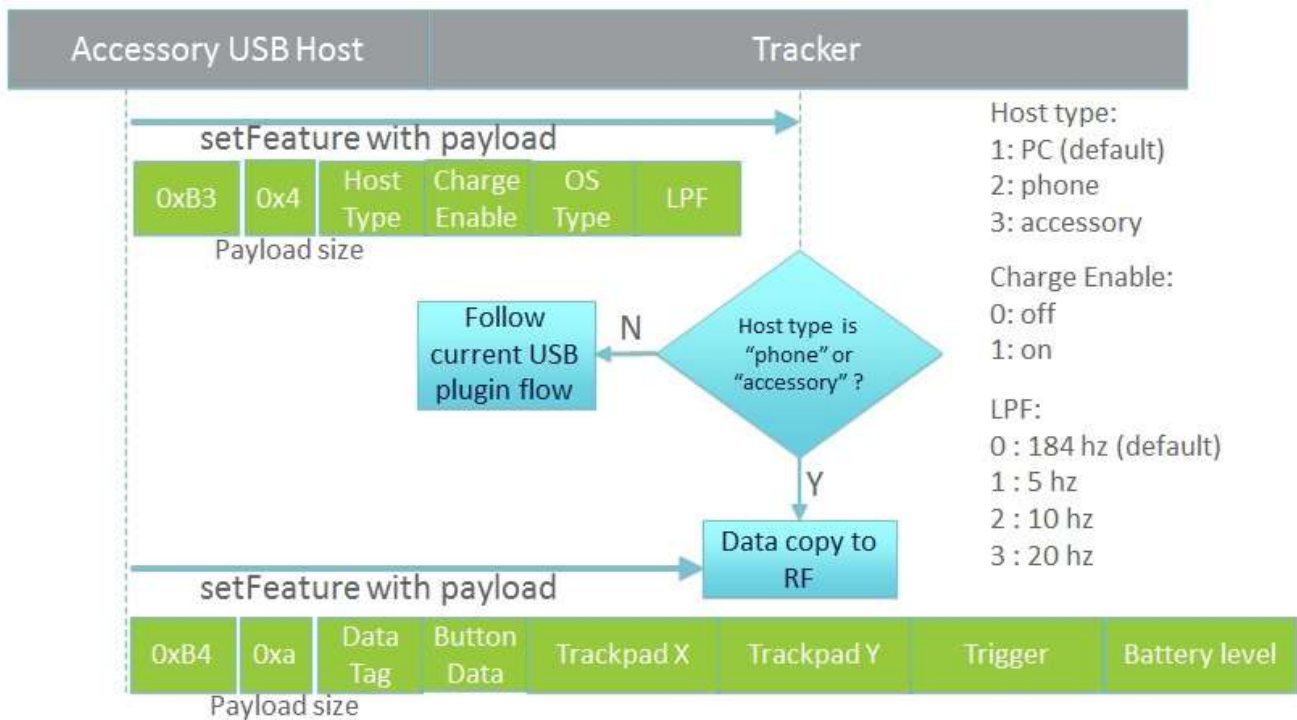 Accessory USB Host
Tracker
setFeature with payload
0xB3
0x4
Host
Type
Charge
Enable
OS
Type
LPF
Payload size
Host type:
1: PC (default)
2: phone
3: accessory
Charge Enable:
0: off
1: on
LPF:
0 : 184 hz (default)
1 : 5 hz
2 : 10 hz
3 : 20 hz
Host type is
“phone” or
“accessory” ?
N
Follow
current USB
plugin flow
Y
Data copy to
RF
setFeature with payload
0xB4
0xa
Data
Tag
Button
Data
Trackpad X
Trackpad Y
Trigger
Battery level
Payload size